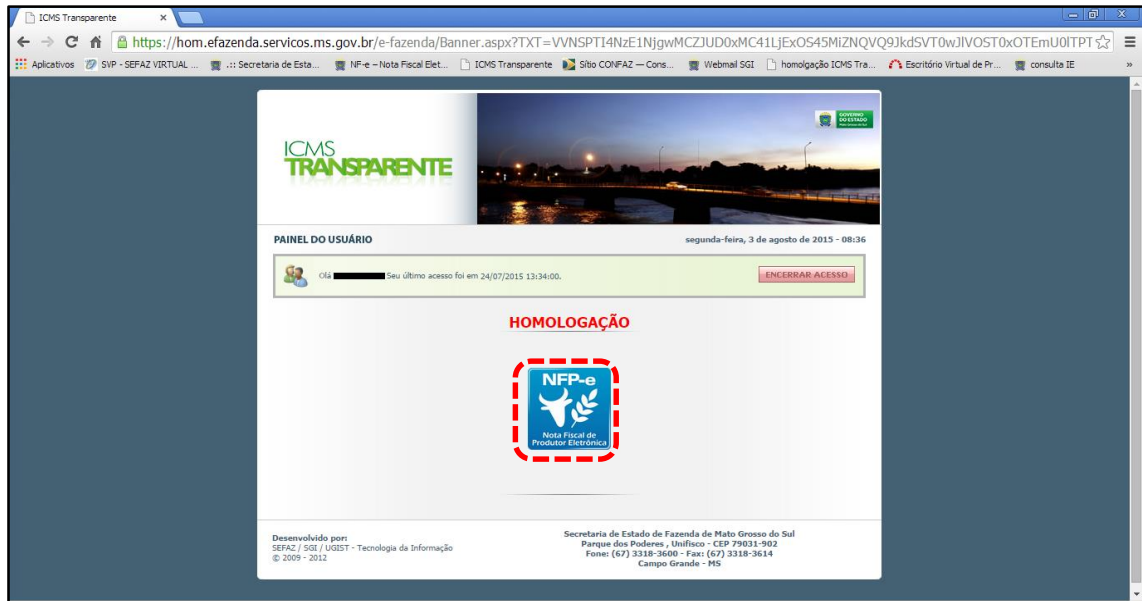 ICMS Transparente
https://hom.efazenda.servicos.ms.gov.br/e-fazenda/Banner.aspx?TXT=VVNSPTI4NzE1NjgwMCZJUD0xMC41LjExOS45MiZNQVQ9JkdSVT0wJlVOST0xOTEmU0lTPT
Aplicativos SVP - SEFAZ VIRTUAL ... .:: Secretaria de Esta... NF-e – Nota Fiscal Elet... ICMS Transparente Sítio CONFAZ — Cons... Webmail SGI homolgação ICMS Tra... Escritório Virtual de Pr... consulta IE »
GOVERNO
DO ESTADO
ICMS
TRANSPARENTE
PAINEL DO USUÁRIO segunda-feira, 3 de agosto de 2015 - 08:36
Olá Seu último acesso foi em 24/07/2015 13:34:00. ENCERRAR ACESSO
HOMOLOGAÇÃO
NFP-e
Nota Fiscal de
Produtor Eletrônica
Desenvolvido por:
SEFAZ / SGI / UGIST - Tecnologia da Informação
© 2009 - 2012
Secretaria de Estado de Fazenda de Mato Grosso do Sul
Parque dos Poderes , Unifisco - CEP 79031-902
Fone: (67) 3318-3600 - Fax: (67) 3318-3614
Campo Grande - MS